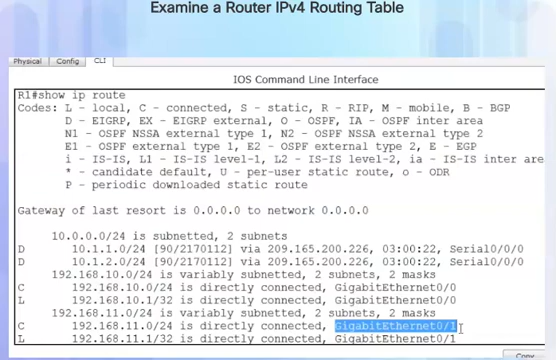 Examine a Router IPv4 Routing Table
Physical Config CLI
IOS Command Line Interface
R1#show ip route
Codes: L - local, C - connected, S - static, R - RIP, M - mobile, B - BGP
D - EIGRP, EX - EIGRP external, O - OSPF, IA - OSPF inter area
N1 - OSPF NSSA external type 1, N2 - OSPF NSSA external type 2
E1 - OSPF external type 1, E2 - OSPF external type 2, E - EGP
i - IS-IS, L1 - IS-IS level-1, L2 - IS-IS level-2, ia - IS-IS inter area
* - candidate default, U - per-user static route, o - ODR
P - periodic downloaded static route
Gateway of last resort is 0.0.0.0 to network 0.0.0.0
10.0.0.0/24 is subnetted, 2 subnets
D 10.1.1.0/24 [90/2170112] via 209.165.200.226, 03:00:22, Serial0/0/0
D 10.1.2.0/24 [90/2170112] via 209.165.200.226, 03:00:22, Serial0/0/0
192.168.10.0/24 is variably subnetted, 2 subnets, 2 masks
C 192.168.10.0/24 is directly connected, GigabitEthernet0/0
L 192.168.10.1/32 is directly connected, GigabitEthernet0/0
192.168.11.0/24 is variably subnetted, 2 subnets, 2 masks
C 192.168.11.0/24 is directly connected, GigabitEthernet0/1
L 192.168.11.1/32 is directly connected, GigabitEthernet0/1
Copy